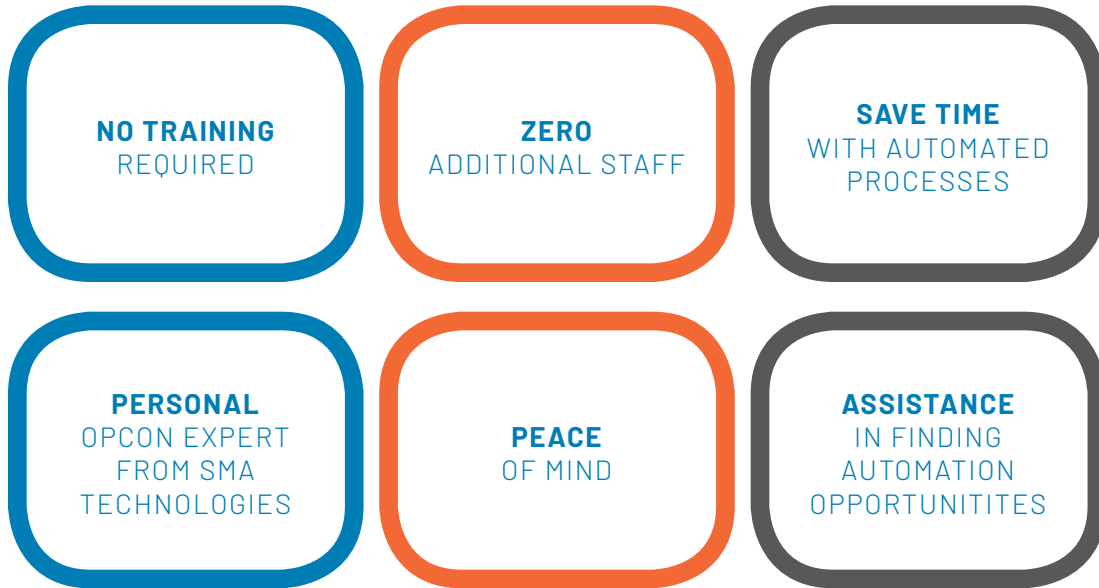 NO TRAINING
REQUIRED
ZERO
ADDITIONAL STAFF
SAVE TIME
WITH AUTOMATED
PROCESSES
PERSONAL
OPCON EXPERT
FROM SMA
TECHNOLOGIES
PEACE
OF MIND
ASSISTANCE
IN FINDING
AUTOMATION
OPPORTUNITITES